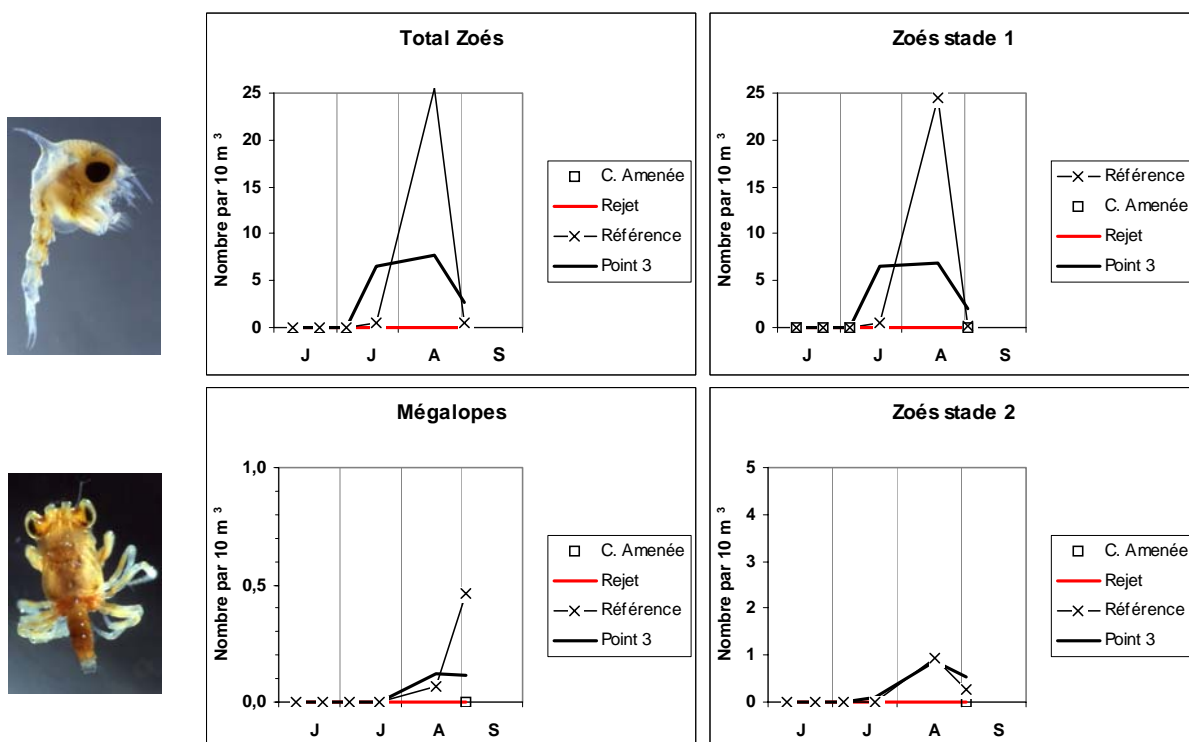 Total Zoés
Nombre par 10 m ³
25
20
15
10
5
0
J J A S
C. Amenée
Rejet
Référence
Point 3
Zoés stade 1
Nombre par 10 m ³
25
20
15
10
5
0
J J A S
Référence
C. Amenée
Rejet
Point 3
Mégalopes
Nombre par 10 m ³
1,0
0,5
0,0
J J A S
C. Amenée
Rejet
Référence
Point 3
Zoés stade 2
Nombre par 10 m ³
5
4
3
2
1
0
J J A S
C. Amenée
Rejet
Référence
Point 3